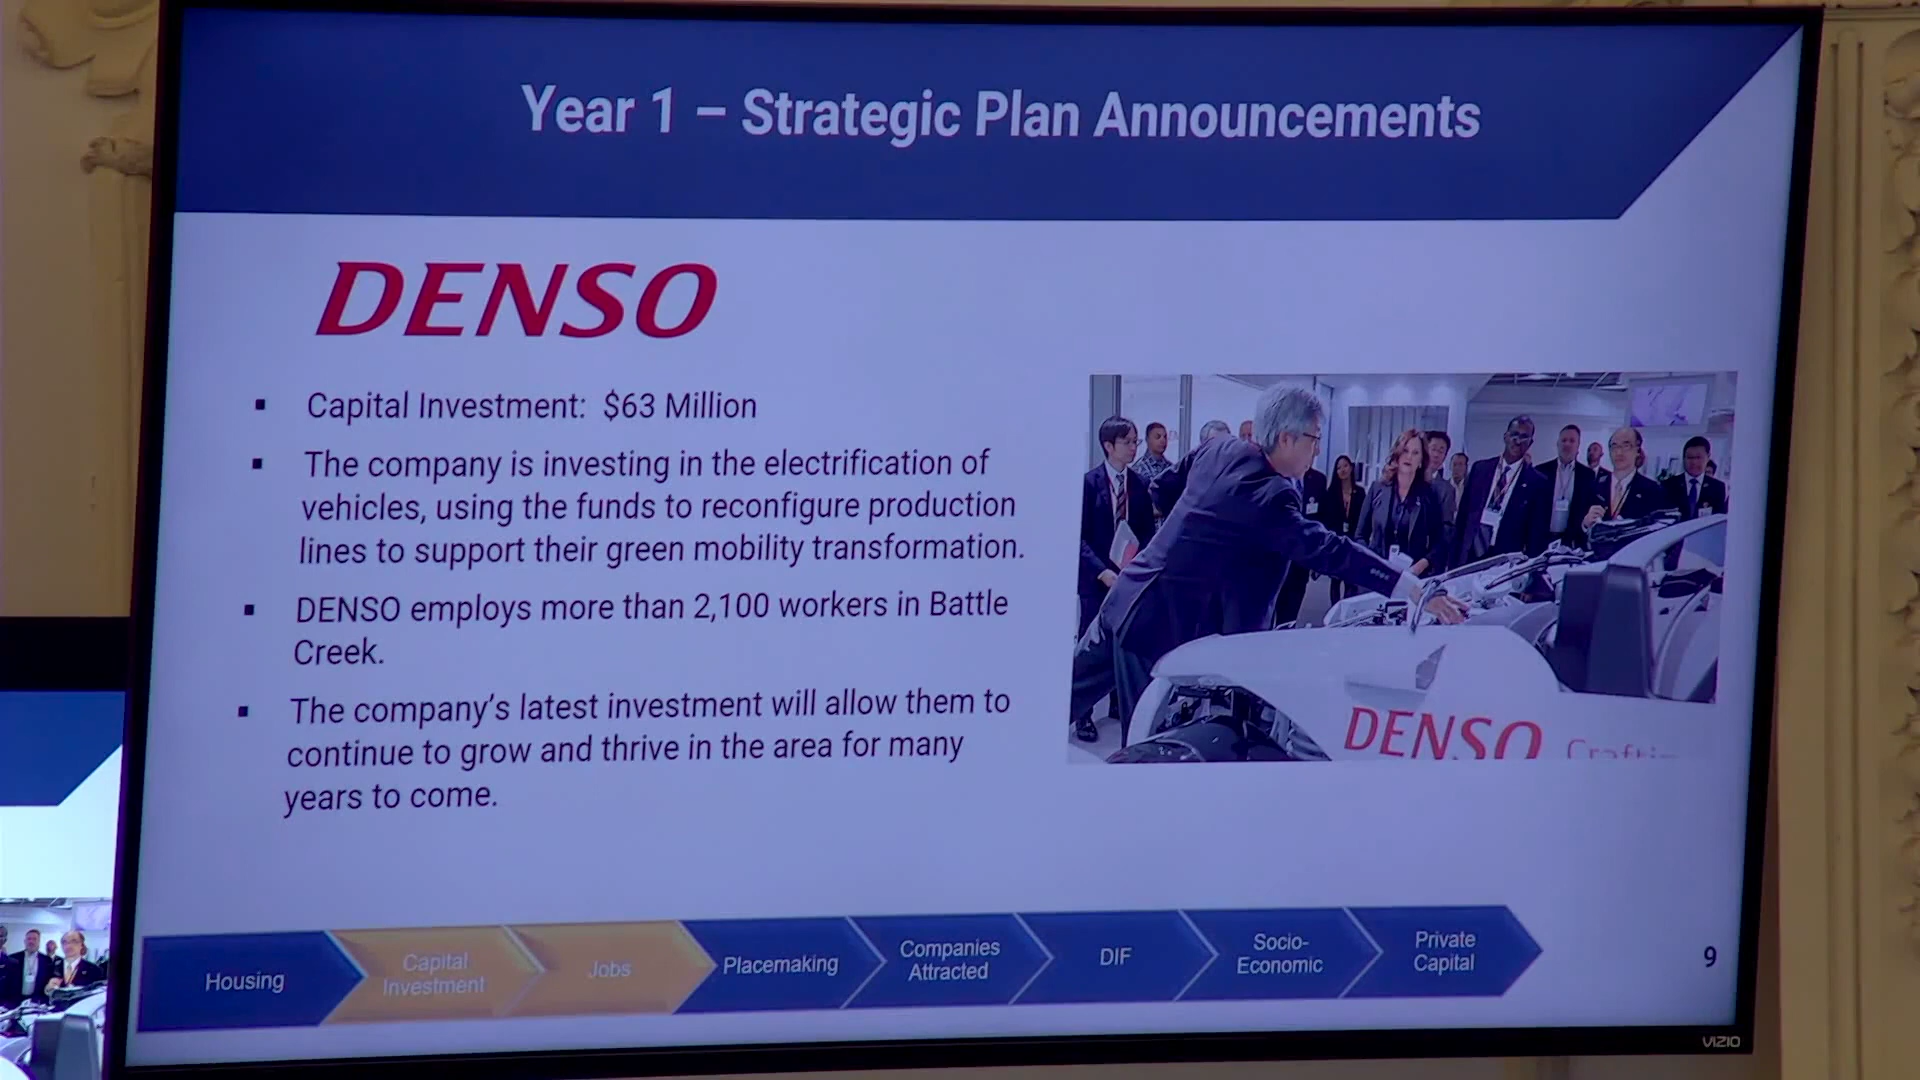 Year 1 – Strategic Plan Announcements
DENSO
▪ Capital Investment: $63 Million
▪ The company is investing in the electrification of
vehicles, using the funds to reconfigure production
lines to support their green mobility transformation.
▪ DENSO employs more than 2,100 workers in Battle
Creek.
▪ The company’s latest investment will allow them to
continue to grow and thrive in the area for many
years to come.
DENSO
Housing
Capital
Investment
Jobs
Placemaking
Companies
Attracted
DIF
Socio-
Economic
Private
Capital
9
VIZIO